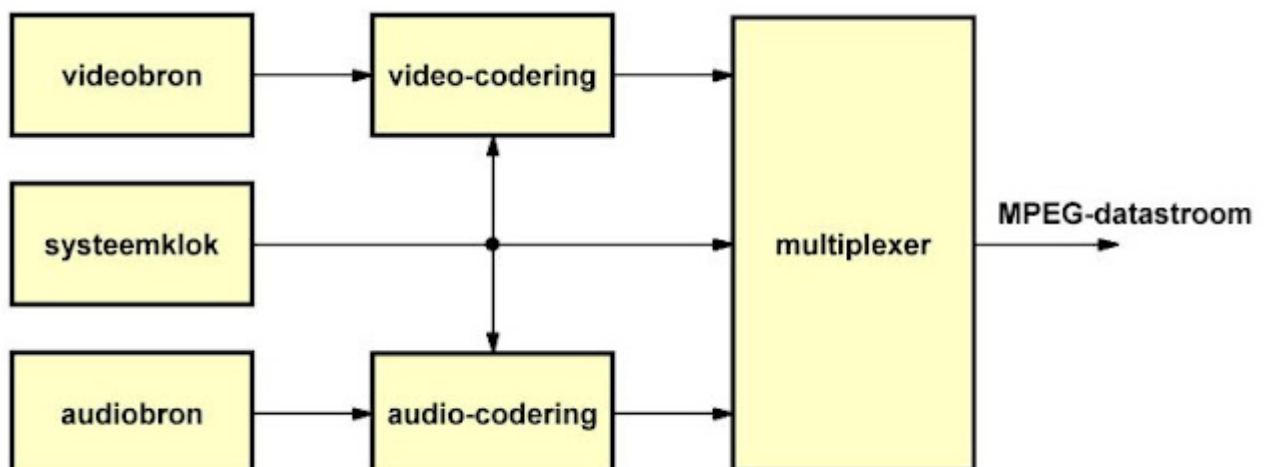 videobron
video-codering
systeemklok
multiplexer
MPEG-datastroom
audiobron
audio-codering